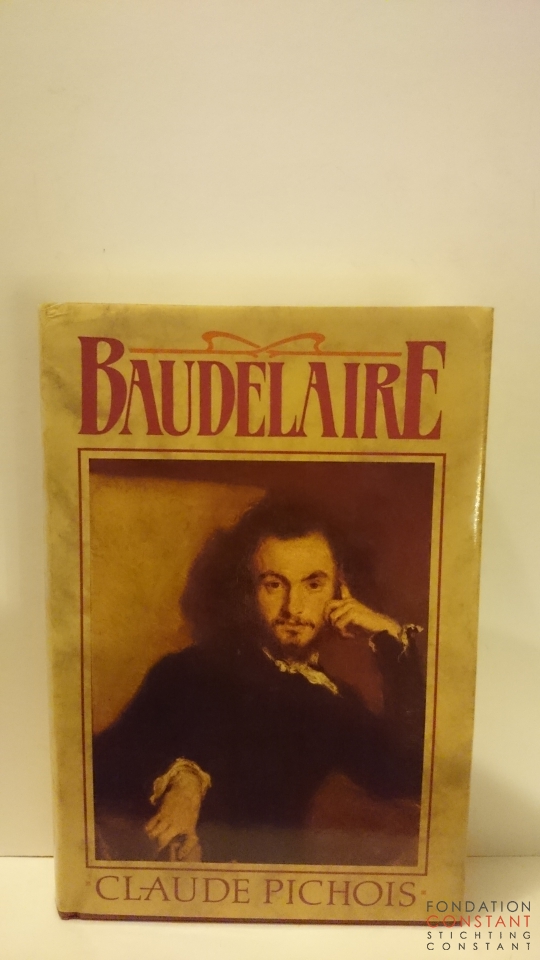 BAUDELAIRE
CLAUDE PICHOIS
FONDATION
CONSTANT
STICHTING
CONSTANT